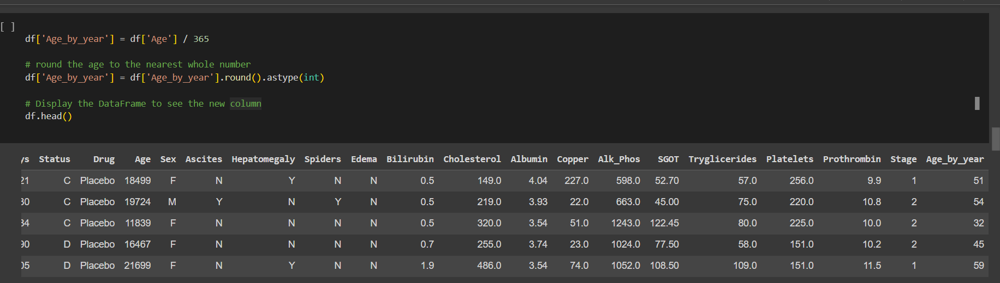 [ ]
df['Age_by_year'] = df['Age'] / 365
# round the age to the nearest whole number
df['Age_by_year'] = df['Age_by_year'].round().astype(int)
# Display the DataFrame to see the new column
df.head()
ys Status Drug Age Sex Ascites Hepatomegaly Spiders Edema Bilirubin Cholesterol Albumin Copper Alk_Phos SGOT Tryglicerides Platelets Prothrombin Stage Age_by_year
21 C Placebo 18499 F N Y N N 0.5 149.0 4.04 227.0 598.0 52.70 57.0 256.0 9.9 1 51
30 C Placebo 19724 M Y N Y N 0.5 219.0 3.93 22.0 663.0 45.00 75.0 220.0 10.8 2 54
34 C Placebo 11839 F N N N N 0.5 320.0 3.54 51.0 1243.0 122.45 80.0 225.0 10.0 2 32
90 D Placebo 16467 F N N N N 0.7 255.0 3.74 23.0 1024.0 77.50 58.0 151.0 10.2 2 45
05 D Placebo 21699 F N Y N N 1.9 486.0 3.54 74.0 1052.0 108.50 109.0 151.0 11.5 1 59